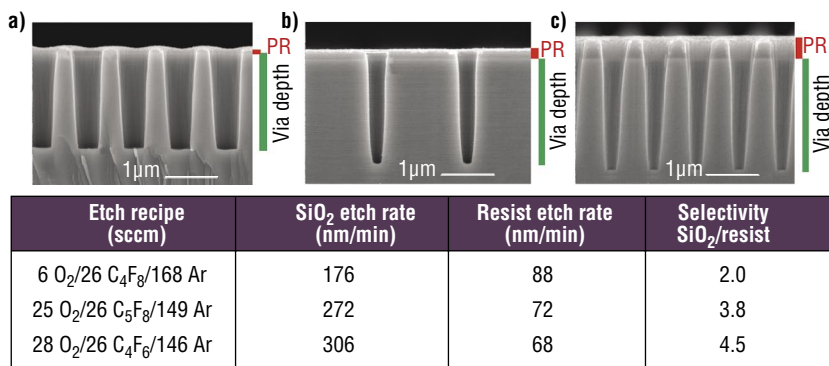 a)
PR
Via depth
1µm
b)
PR
Via depth
1µm
c)
PR
Via depth
1µm
Etch recipe (sccm)
SiO₂ etch rate (nm/min)
Resist etch rate (nm/min)
Selectivity SiO₂/resist
6 O₂/26 C₄F₈/168 Ar 176 88 2.0
25 O₂/26 C₅F₈/149 Ar 272 72 3.8
28 O₂/26 C₄F₆/146 Ar 306 68 4.5